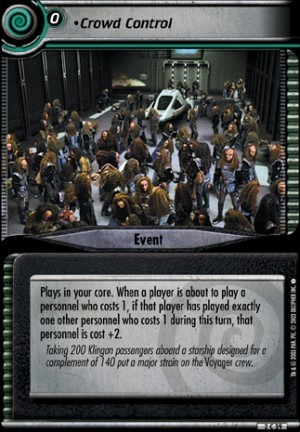 0
•Crowd Control
Event
Plays in your core. When a player is about to play a
personnel who costs 1, if that player has played exactly
one other personnel who costs 1 during this turn, that
personnel is cost +2.
Taking 200 Klingon passengers aboard a starship designed for a
complement of 140 put a major strain on the Voyager crew.